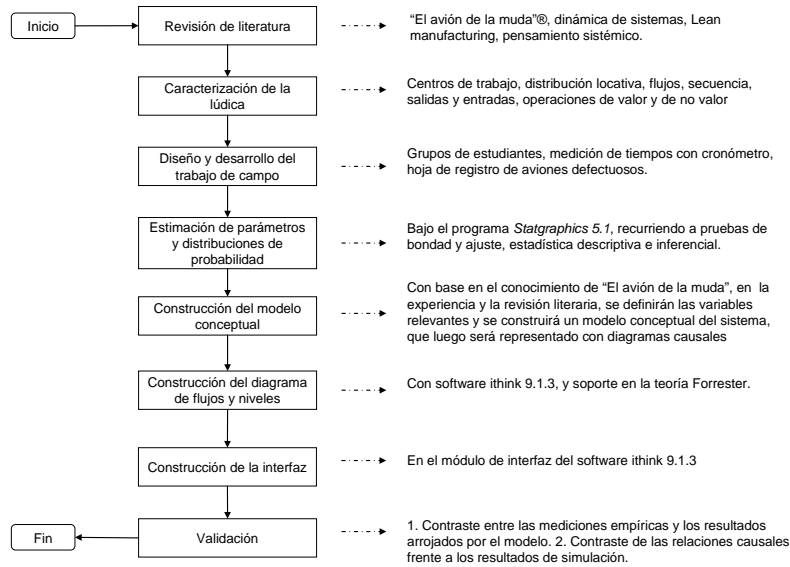 Inicio
Revisión de literatura
“El avión de la muda”®, dinámica de sistemas, Lean
manufacturing, pensamiento sistémico.
Caracterización de la
lúdica
Centros de trabajo, distribución locativa, flujos, secuencia,
salidas y entradas, operaciones de valor y de no valor
Diseño y desarrollo del
trabajo de campo
Grupos de estudiantes, medición de tiempos con cronómetro,
hoja de registro de aviones defectuosos.
Estimación de parámetros
y distribuciones de
probabilidad
Bajo el programa Statgraphics 5.1, recurriendo a pruebas de
bondad y ajuste, estadística descriptiva e inferencial.
Construcción del modelo
conceptual
Con base en el conocimiento de “El avión de la muda”, en la
experiencia y la revisión literaria, se definirán las variables
relevantes y se construirá un modelo conceptual del sistema,
que luego será representado con diagramas causales
Construcción del diagrama
de flujos y niveles
Con software ithink 9.1.3, y soporte en la teoría Forrester.
Construcción de la interfaz
En el módulo de interfaz del software ithink 9.1.3
Fin
Validación
1. Contraste entre las mediciones empíricas y los resultados
arrojados por el modelo. 2. Contraste de las relaciones causales
frente a los resultados de simulación.